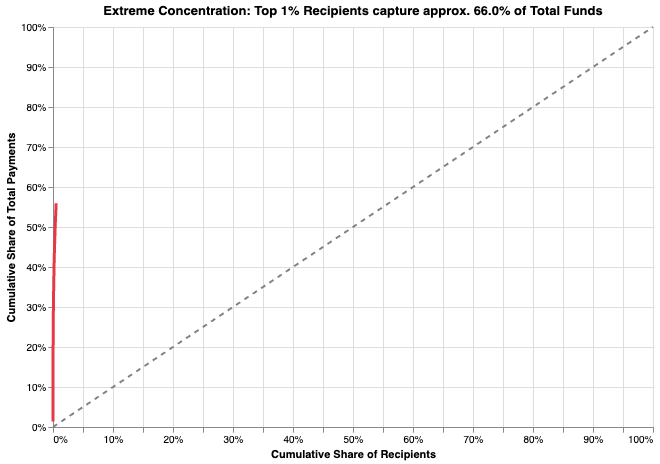 Extreme Concentration: Top 1% Recipients capture approx. 66.0% of Total Funds
100%
90%
80%
70%
60%
50%
40%
30%
20%
10%
0%
Cumulative Share of Total Payments
0% 10% 20% 30% 40% 50% 60% 70% 80% 90% 100%
Cumulative Share of Recipients